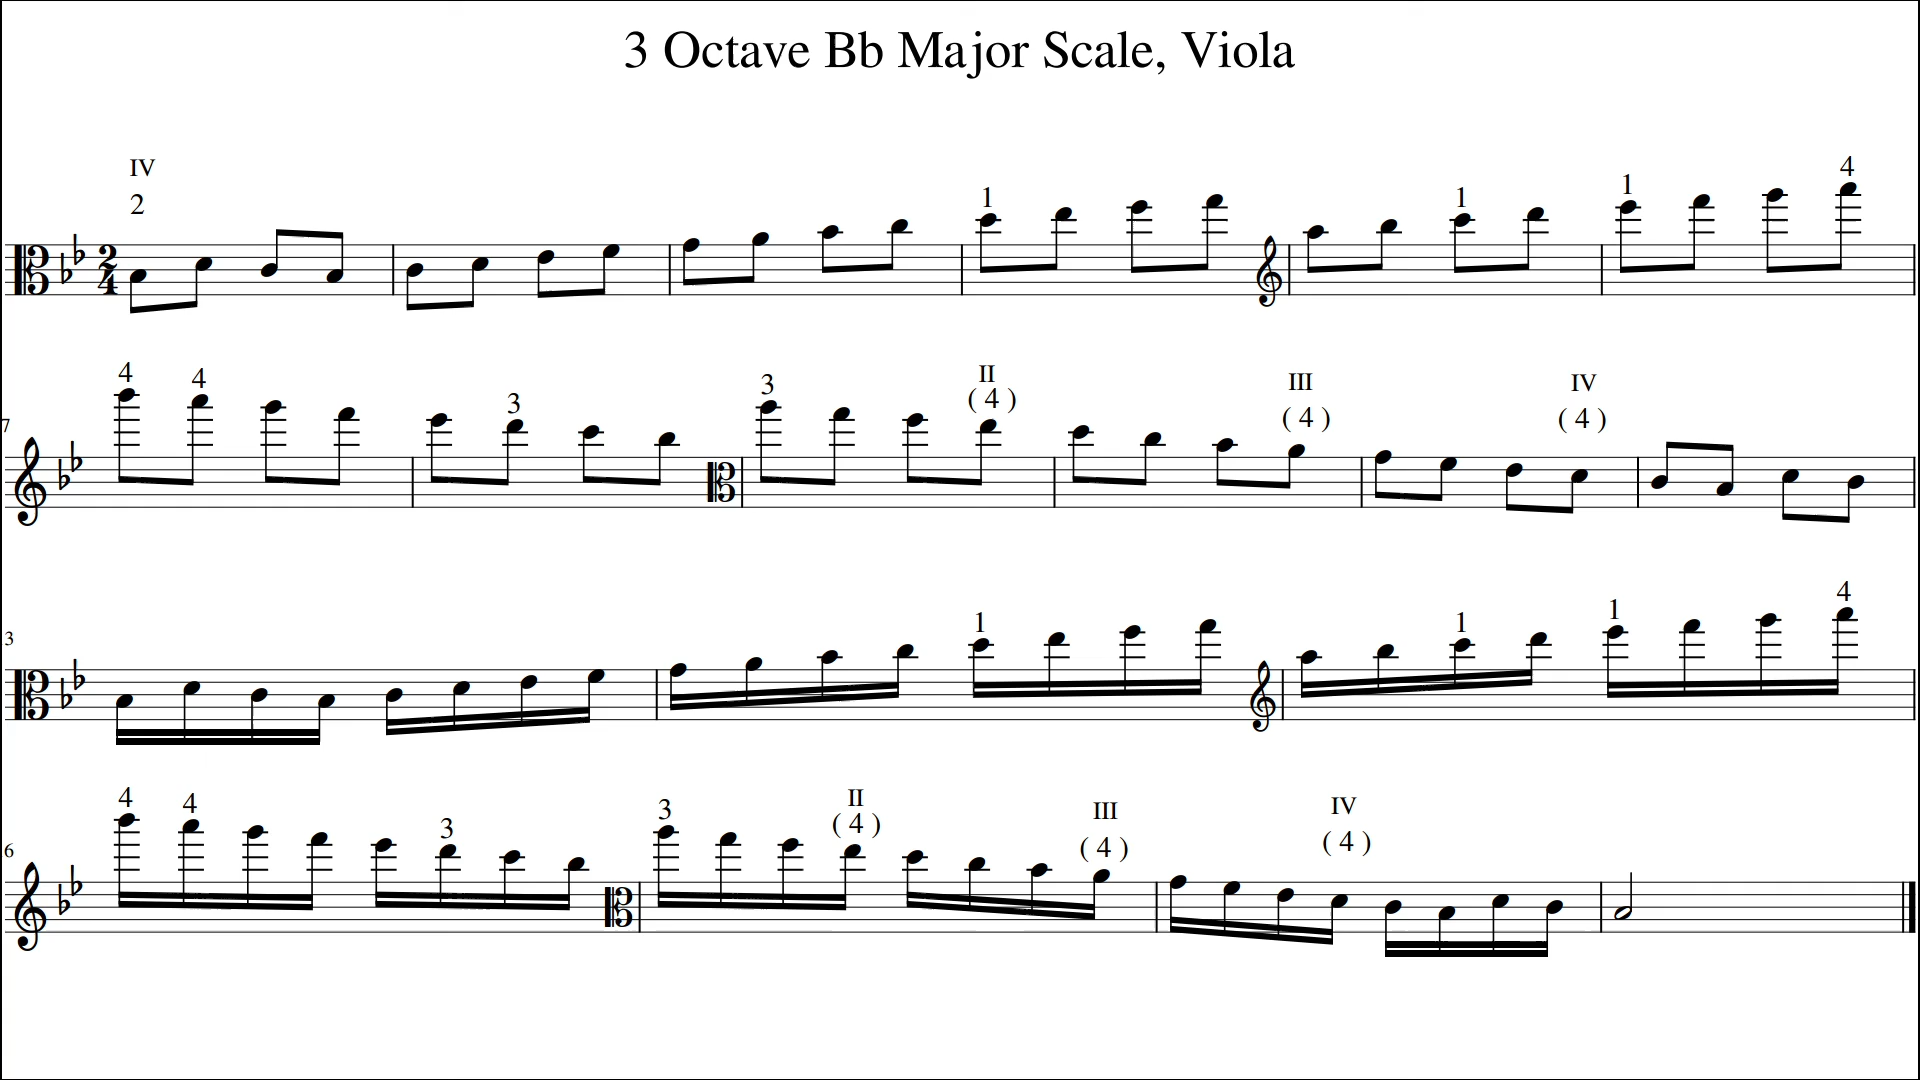 3 Octave Bb Major Scale, Viola
IV
2 1 1 1 4
2
4
7 4 4 3 3 II ( 4 ) III ( 4 ) IV ( 4 )
3 1 1 1 4
6 4 4 3 3 II ( 4 ) III ( 4 ) IV ( 4 )